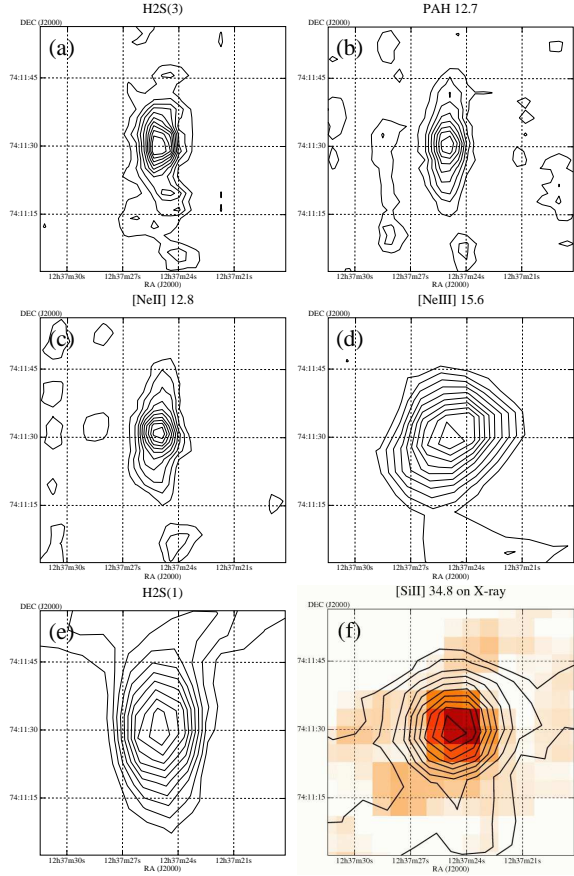 H2S(3)
DEC (J2000)
(a)
74:11:45
74:11:30
74:11:15
12h37m30s 12h37m27s 12h37m24s 12h37m21s
RA (J2000)
PAH 12.7
DEC (J2000)
(b)
74:11:45
74:11:30
74:11:15
12h37m30s 12h37m27s 12h37m24s 12h37m21s
RA (J2000)
[NeII] 12.8
DEC (J2000)
(c)
74:11:45
74:11:30
74:11:15
12h37m30s 12h37m27s 12h37m24s 12h37m21s
RA (J2000)
[NeIII] 15.6
DEC (J2000)
(d)
74:11:45
74:11:30
74:11:15
12h37m30s 12h37m27s 12h37m24s 12h37m21s
RA (J2000)
H2S(1)
DEC (J2000)
(e)
74:11:45
74:11:30
74:11:15
12h37m30s 12h37m27s 12h37m24s 12h37m21s
RA (J2000)
[SiII] 34.8 on X-ray
DEC (J2000)
(f)
74:11:45
74:11:30
74:11:15
12h37m30s 12h37m27s 12h37m24s 12h37m21s
RA (J2000)